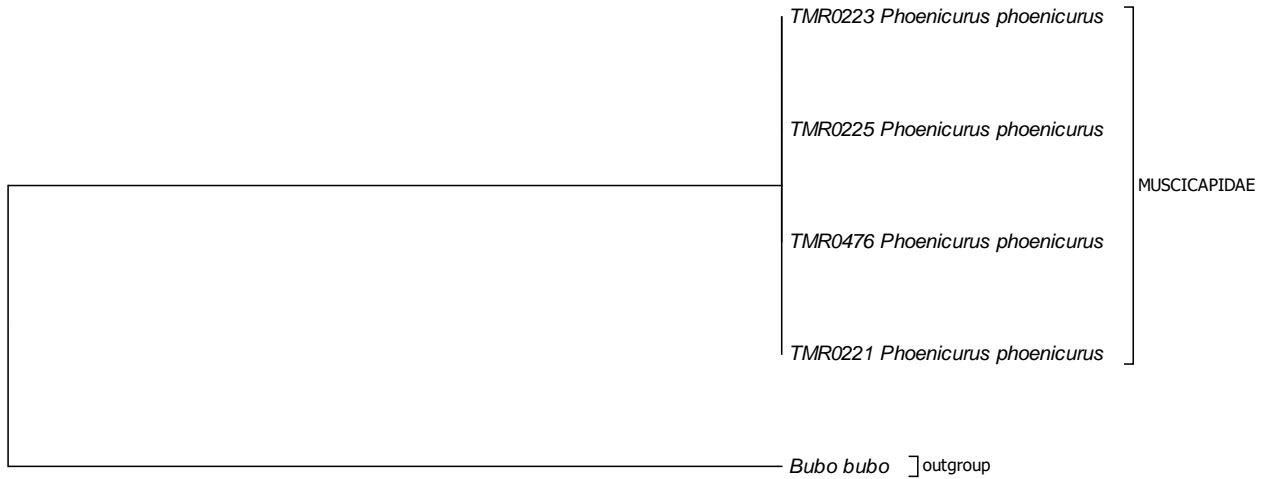 TMR0223 Phoenicurus phoenicurus
TMR0225 Phoenicurus phoenicurus
MUSCICAPIDAE
TMR0476 Phoenicurus phoenicurus
TMR0221 Phoenicurus phoenicurus
Bubo bubo
outgroup